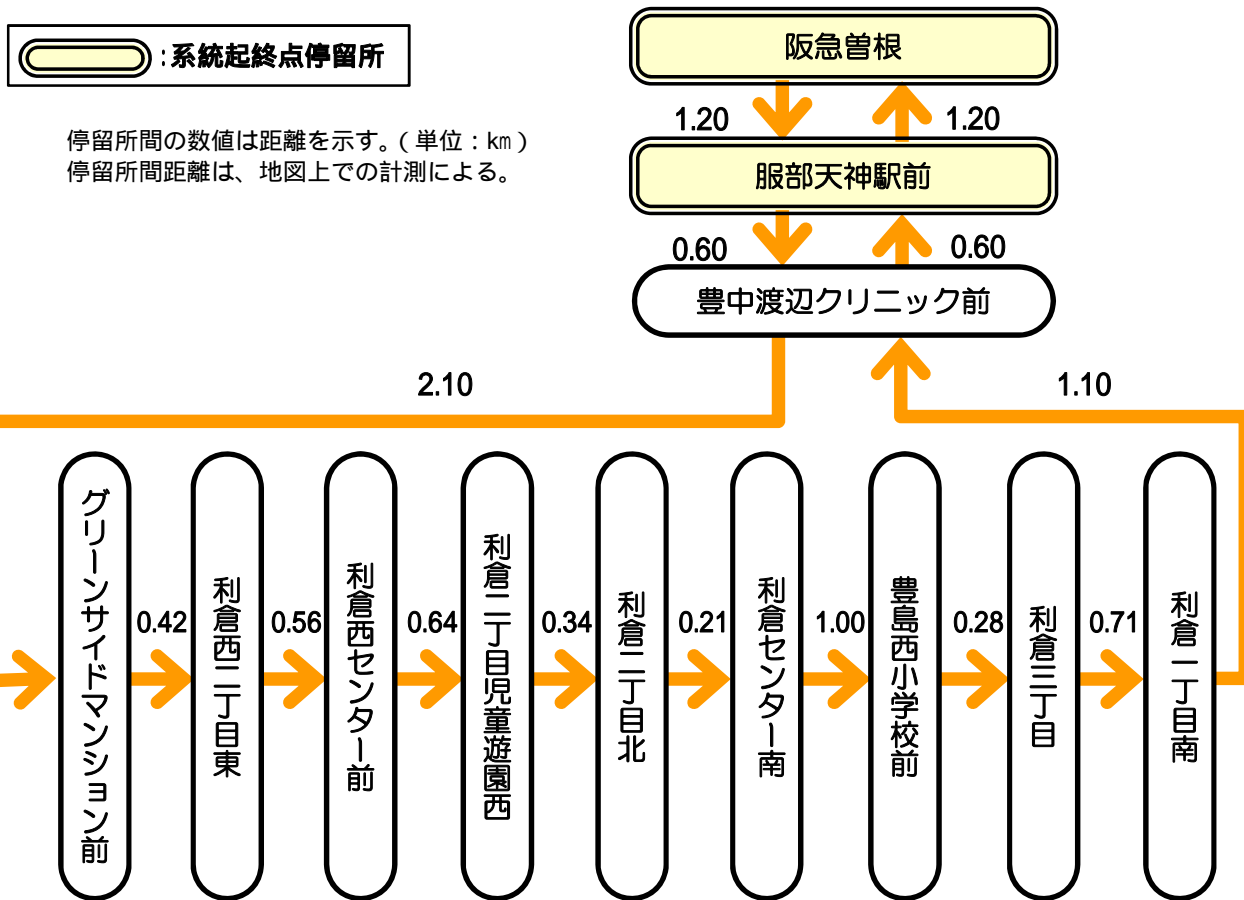 :系統起終点停留所
停留所間の数値は距離を示す。(単位：km)
停留所間距離は、地図上での計測による。
阪急曽根
1.20
1.20
服部天神駅前
0.60
0.60
豊中渡辺クリニック前
2.10
1.10
グリーンサイドマンション前
0.42
利倉西二丁目東
0.56
利倉西センター前
0.64
利倉二丁目児童遊園西
0.34
利倉二丁目北
0.21
利倉センター南
1.00
豊島西小学校前
0.28
利倉三丁目
0.71
利倉一丁目南